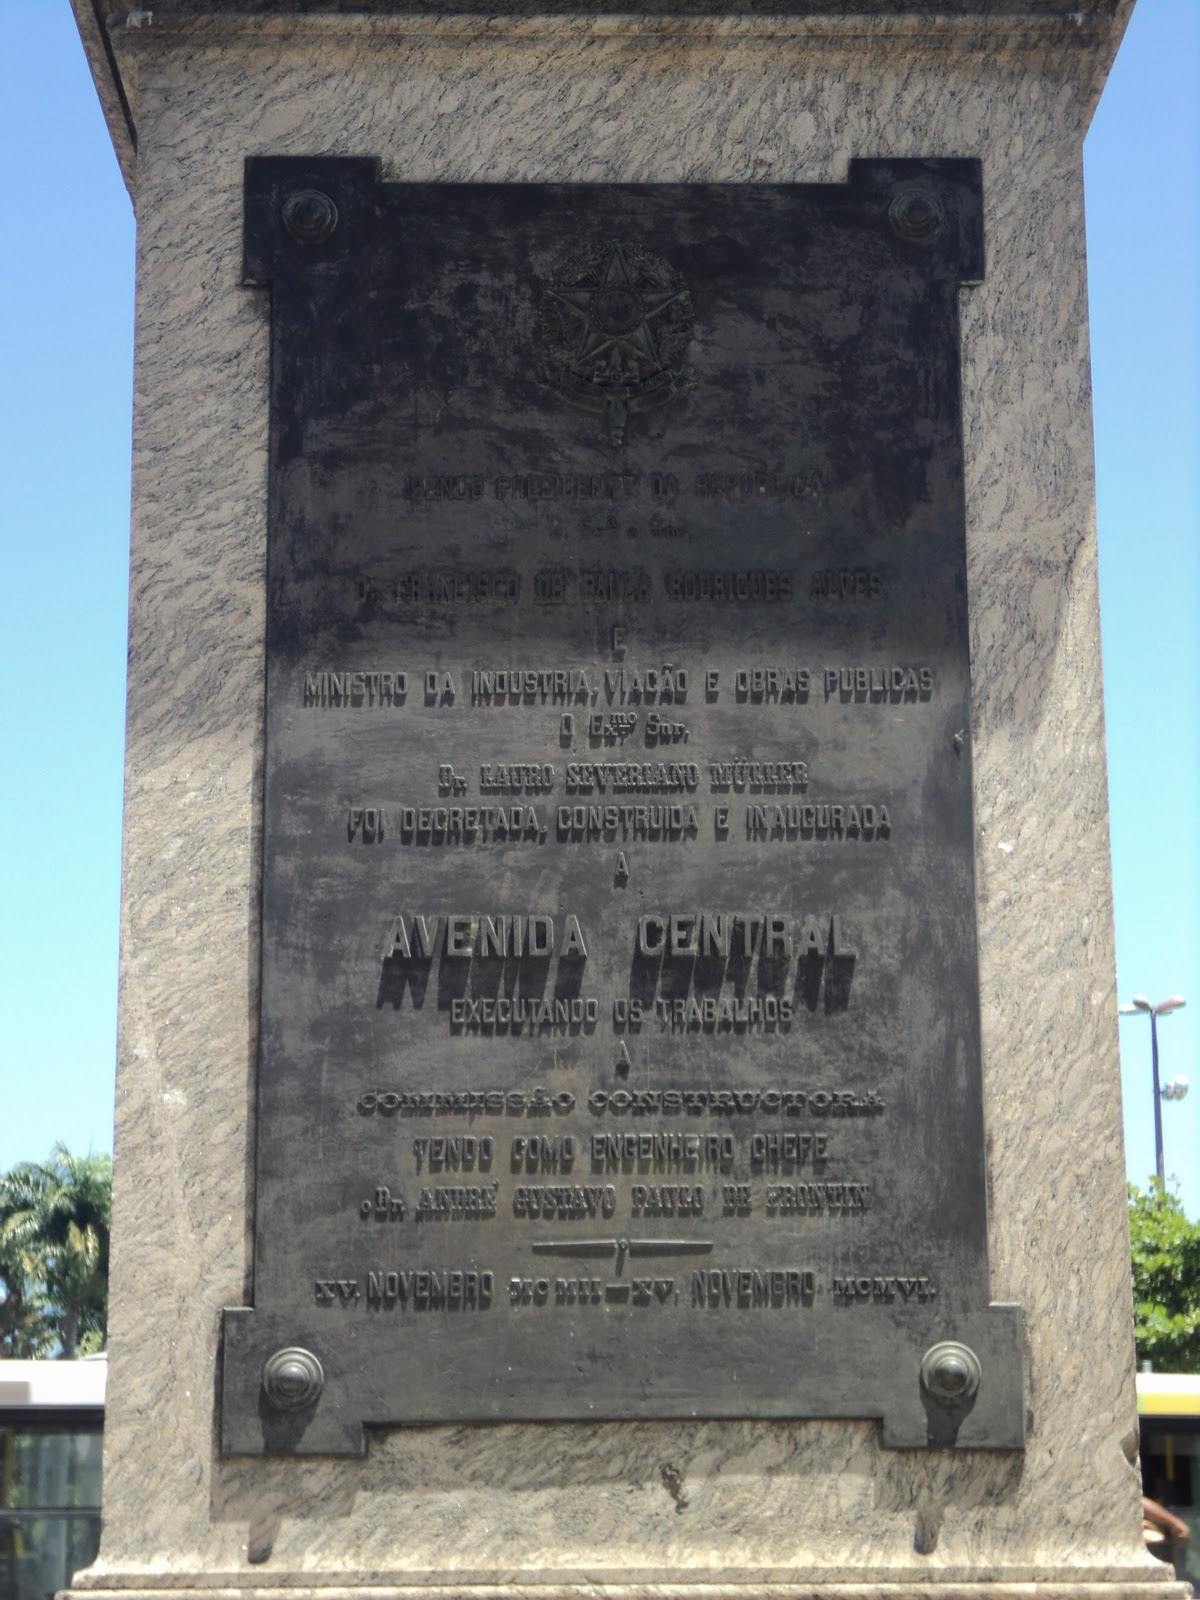 SENDO PRESIDENTE DA REPUBLICA
O Exmo Snr.
Dr. FRANCISCO DE PAULA RODRIGUES ALVES
E
MINISTRO DA INDUSTRIA, VIAÇÃO E OBRAS PUBLICAS
O Exmo Snr.
Dr. LAURO SEVERIANO MÜLLER
FOI DECRETADA, CONSTRUIDA E INAUGURADA
A
AVENIDA CENTRAL
EXECUTANDO OS TRABALHOS
A
COMMISSÃO CONSTRUCTORA
TENDO COMO ENGENHEIRO CHEFE
o Dr. ANDRÉ GUSTAVO PAULO DE FRONTIN
XV. NOVEMBRO MCMII—XV. NOVEMBRO MCMVI.